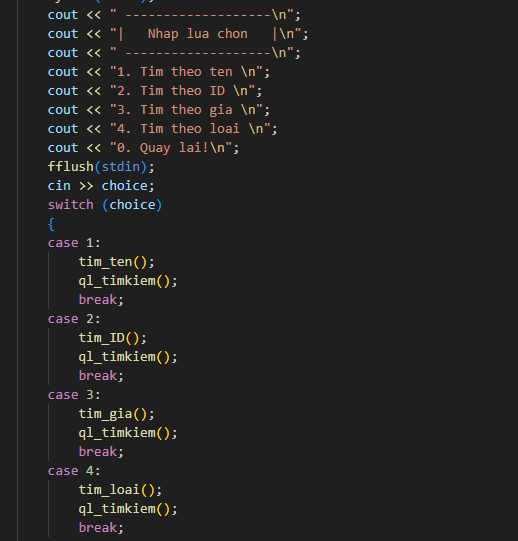 cout << " -------------------\n";
cout << "|   Nhap lua chon   |\n";
cout << " -------------------\n";
cout << "1. Tim theo ten \n";
cout << "2. Tim theo ID \n";
cout << "3. Tim theo gia \n";
cout << "4. Tim theo loai \n";
cout << "0. Quay lai!\n";
fflush(stdin);
cin >> choice;
switch (choice)
{
case 1:
    tim_ten();
    ql_timkiem();
    break;
case 2:
    tim_ID();
    ql_timkiem();
    break;
case 3:
    tim_gia();
    ql_timkiem();
    break;
case 4:
    tim_loai();
    ql_timkiem();
    break;